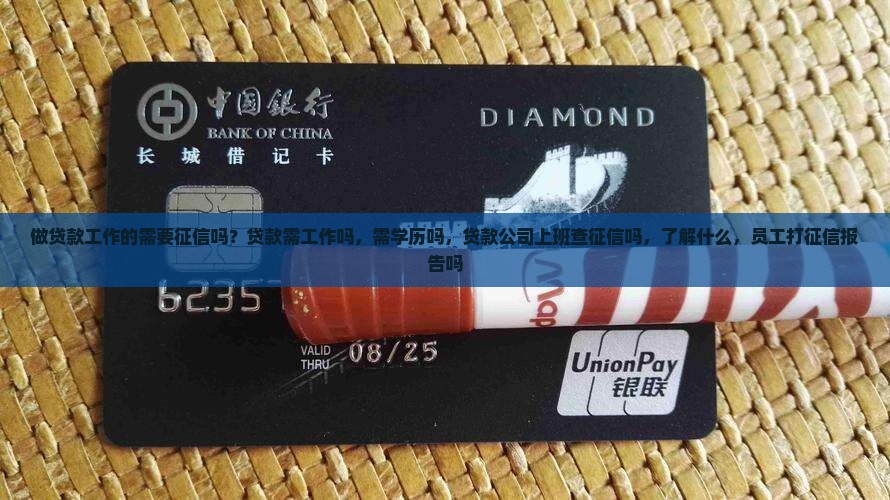 中国银行
BANK OF CHINA
长城借记卡
DIAMOND
做贷款工作的需要征信吗？贷款需工作吗，需学历吗，贷款公司上班查征信吗，了解什么，员工打征信报
告吗
6235
VALID
THRU
08/25
UnionPay
银联